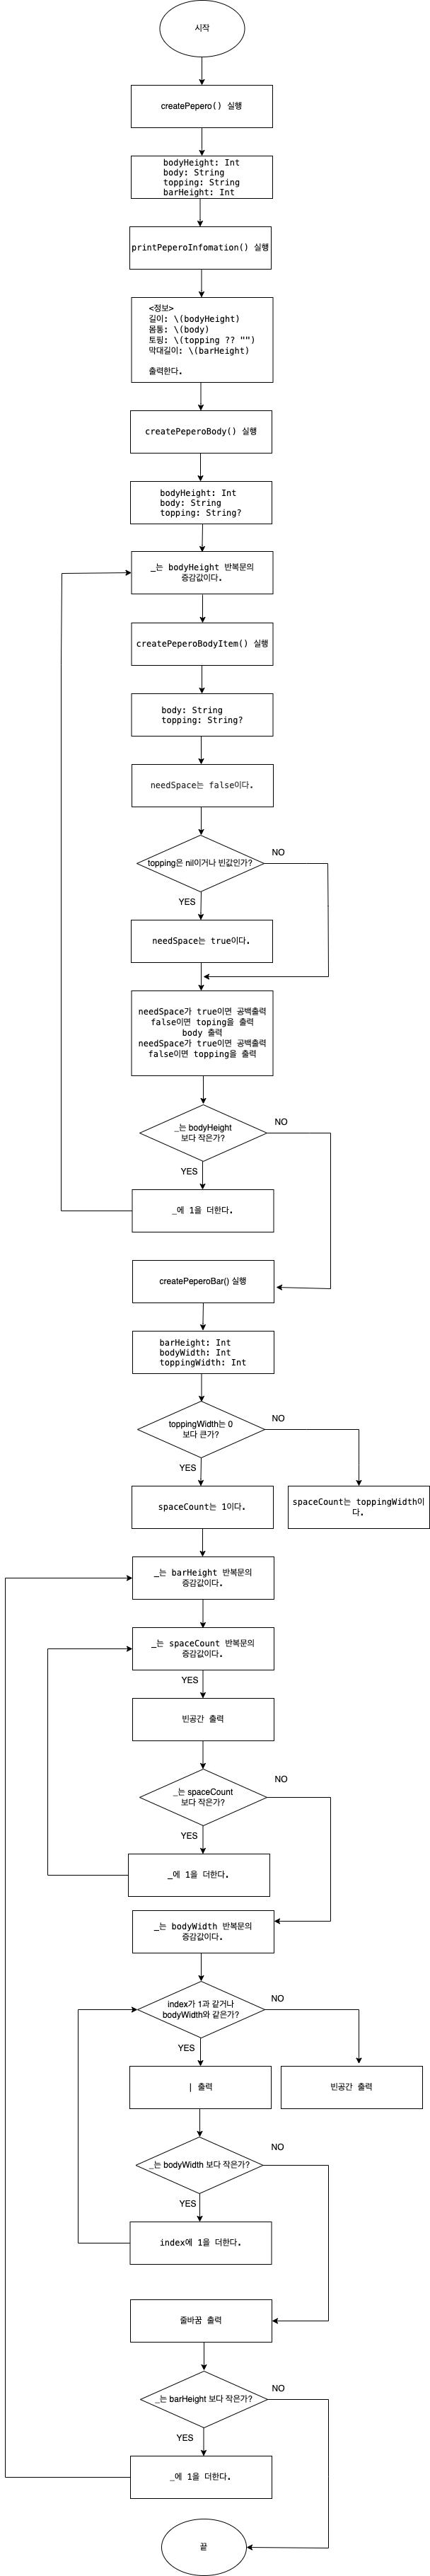 시작
createPepero() 실행
bodyHeight: Int
body: String
topping: String
barHeight: Int
printPeperoInfomation() 실행
<정보>
길이: \(bodyHeight)
몸통: \(body)
토핑: \(topping ?? "")
막대길이: \(barHeight)
출력한다.
createPeperoBody() 실행
bodyHeight: Int
body: String
topping: String?
_는 bodyHeight 반복문의
증감값이다.
createPeperoBodyItem() 실행
body: String
topping: String?
needSpace는 false이다.
topping은 nil이거나 빈값인가?
NO
YES
needSpace는 true이다.
needSpace가 true이면 공백출력
false이면 toping을 출력
body 출력
needSpace가 true이면 공백출력
false이면 topping을 출력
_는 bodyHeight
보다 작은가?
NO
YES
_에 1을 더한다.
createPeperoBar() 실행
barHeight: Int
bodyWidth: Int
toppingWidth: Int
toppingWidth는 0
보다 큰가?
NO
YES
spaceCount는 1이다.
spaceCount는 toppingWidth이
다.
_는 barHeight 반복문의
증감값이다.
_는 spaceCount 반복문의
증감값이다.
YES
빈공간 출력
_는 spaceCount
보다 작은가?
NO
YES
_에 1을 더한다.
_는 bodyWidth 반복문의
증감값이다.
index가 1과 같거나
bodyWidth와 같은가?
NO
YES
| 출력
빈공간 출력
_는 bodyWidth 보다 작은가?
NO
YES
index에 1을 더한다.
줄바꿈 출력
_는 barHeight 보다 작은가?
NO
YES
_에 1을 더한다.
끝